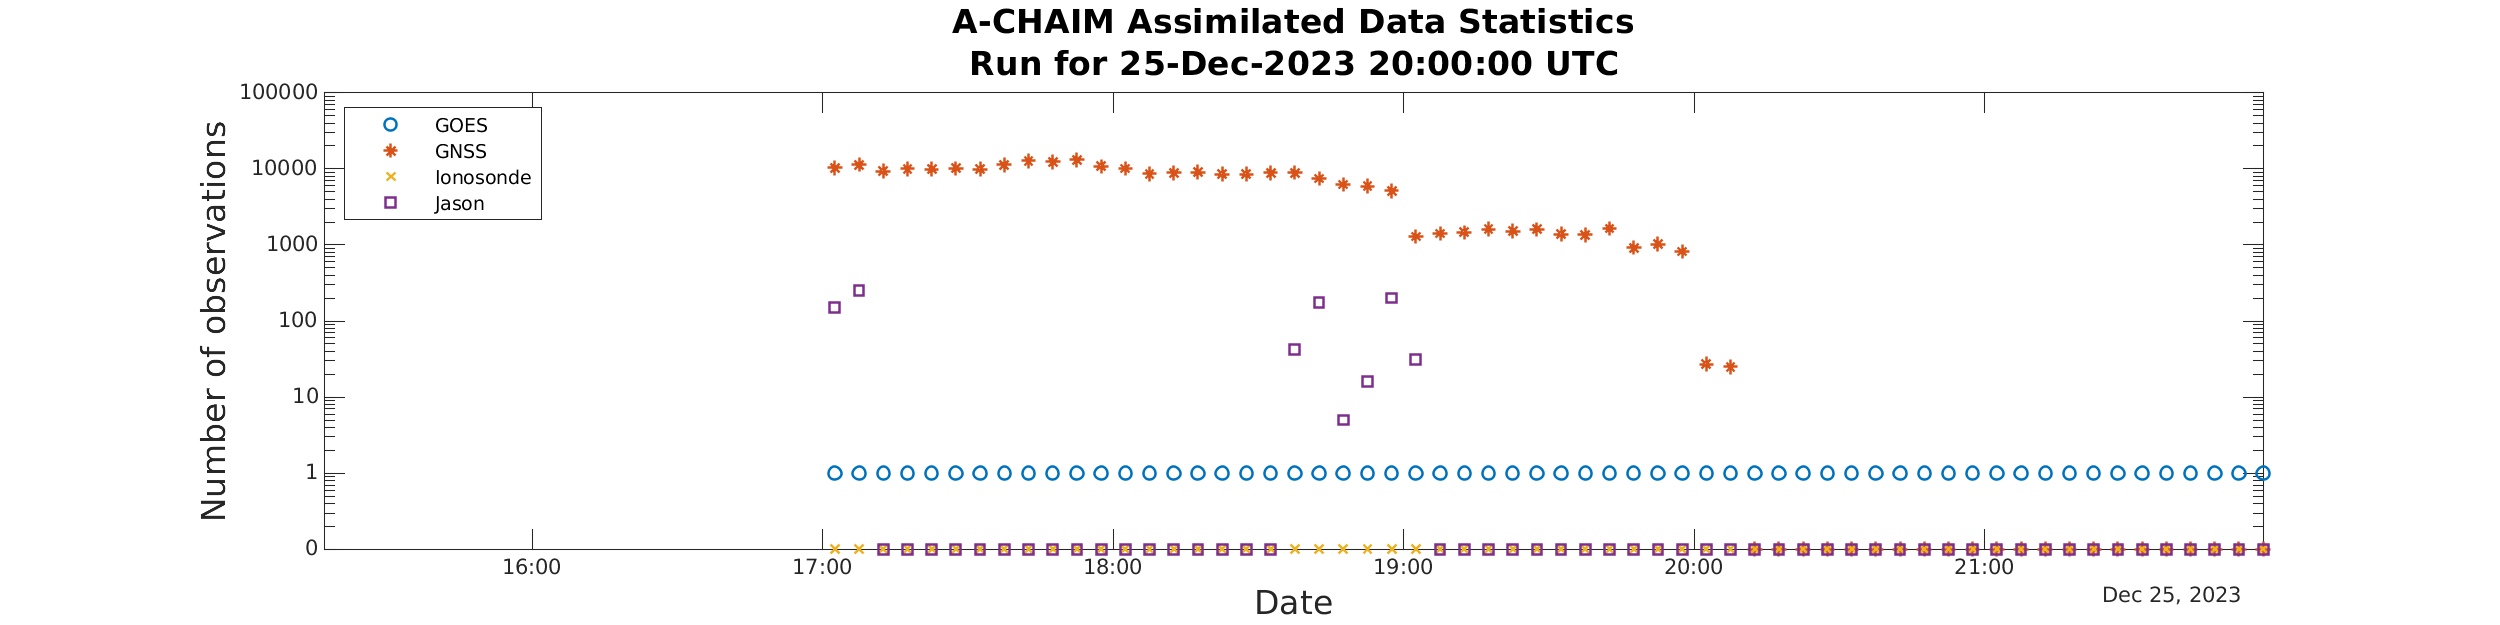 A-CHAIM Assimilated Data Statistics
Run for 25-Dec-2023 20:00:00 UTC
Number of observations
100000
10000
1000
100
10
1
0
GOES
GNSS
Ionosonde
Jason
16:00 17:00 18:00 19:00 20:00 21:00
Date
Dec 25, 2023